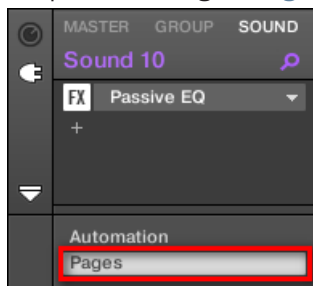 MASTER GROUP SOUND
Sound 10
FX Passive EQ
+
Automation
Pages